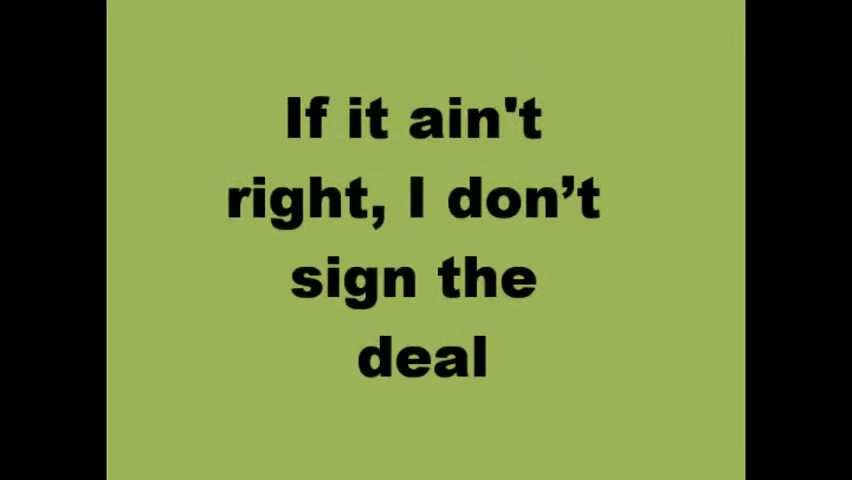 If it ain't
right, I don’t
sign the
deal